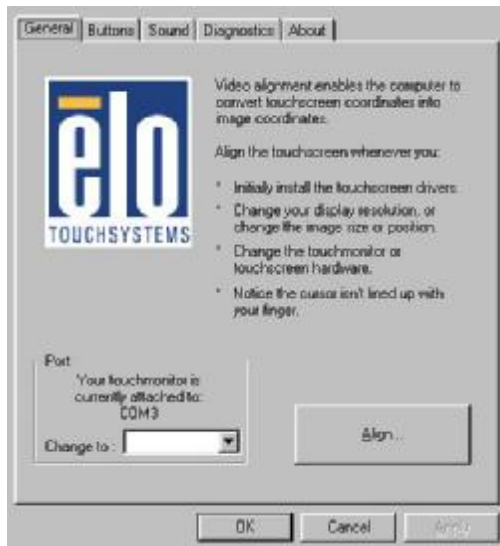 General Buttons Sound Diagnostics About
elo
TOUCHSYSTEMS
Video alignment enables the computer to
convert touchscreen coordinates into
image coordinates.
Align the touchscreen whenever you:
* Initially install the touchscreen drivers
* Change your display resolution, or
change the image size or position.
* Change the touchmonitor or
touchscreen hardware.
* Notice the cursor isn't lined up with
your finger.
Port
Your touchmonitor is
currently attached to:
COM3
Change to :
Align...
OK Cancel Apply